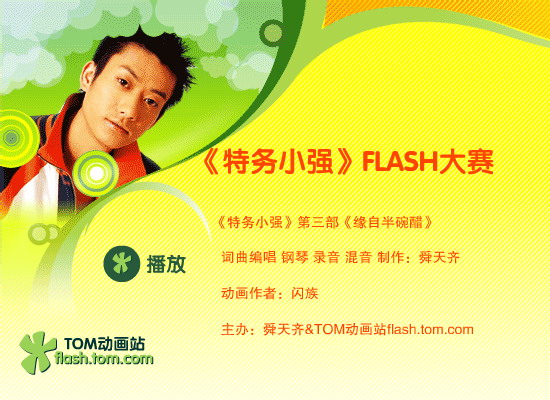 《特务小强》FLASH大赛
《特务小强》第三部《缘自半碗醋》
词曲编唱 钢琴 录音 混音 制作：舜天齐
播放
动画作者：闪族
主办：舜天齐&TOM动画站flash.tom.com
TOM动画站
flash.tom.com